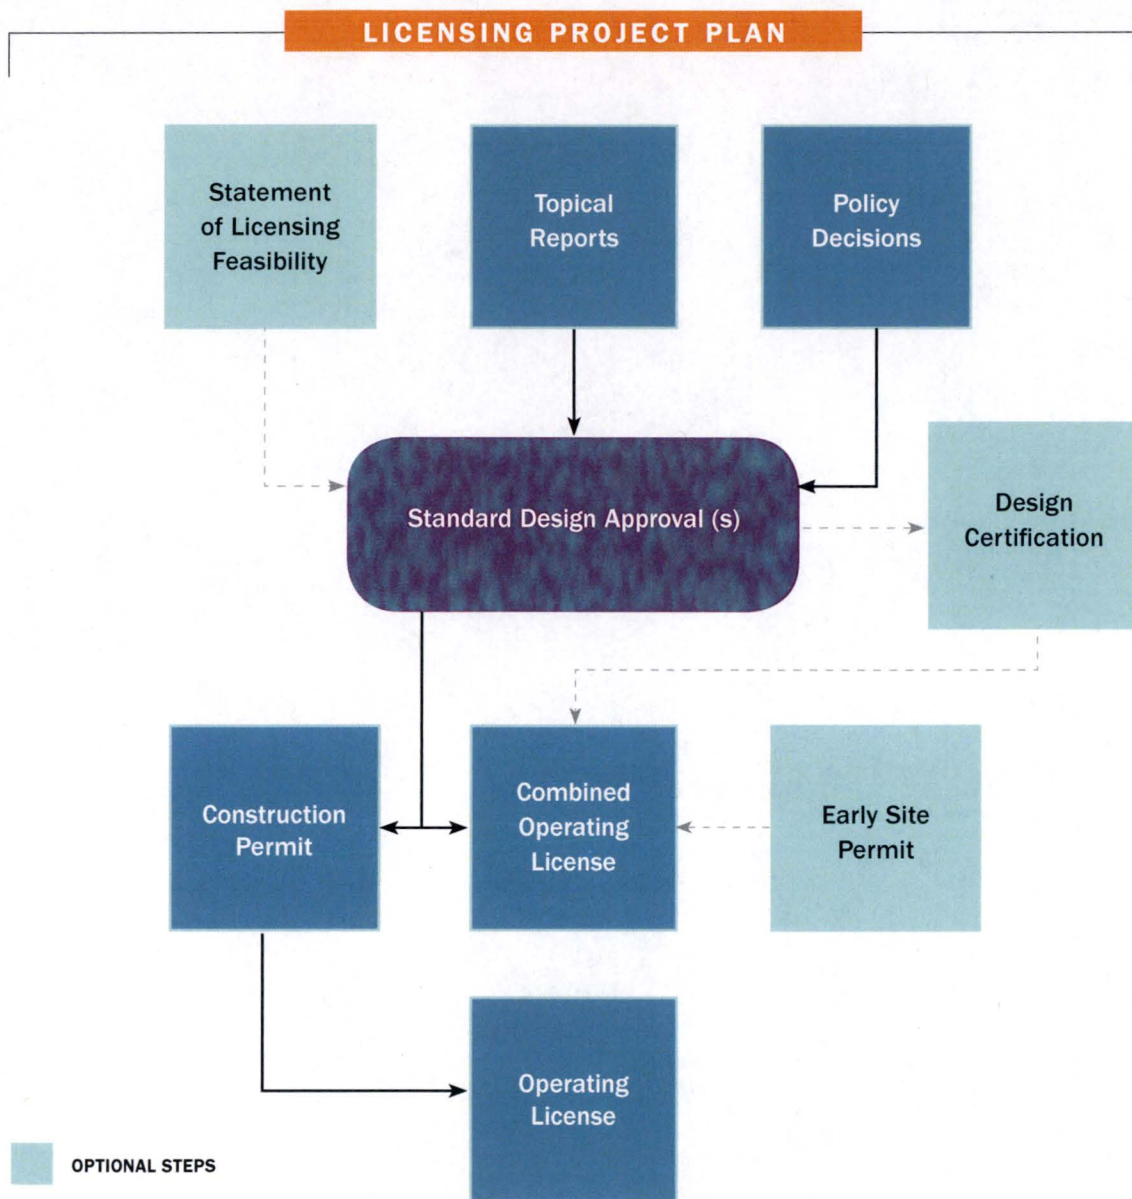 LICENSING PROJECT PLAN
Statement
of Licensing
Feasibility
Topical
Reports
Policy
Decisions
Standard Design Approval (s)
Design
Certification
Construction
Permit
Combined
Operating
License
Early Site
Permit
Operating
License
OPTIONAL STEPS